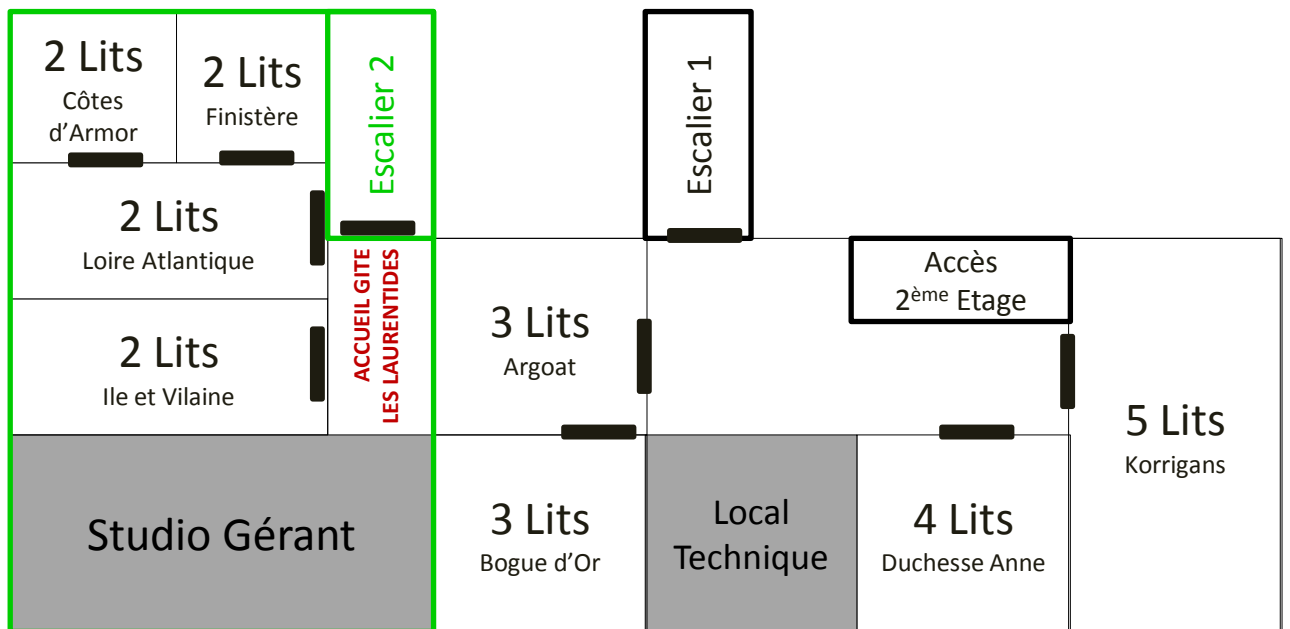 2 Lits
Côtes
d’Armor
2 Lits
Finistère
Escalier 2
Escalier 1
2 Lits
Loire Atlantique
2 Lits
Ile et Vilaine
ACCUEIL GITE
LES LAURENTIDES
3 Lits
Argoat
Accès
2ème Etage
5 Lits
Korrigans
Studio Gérant
3 Lits
Bogue d’Or
Local
Technique
4 Lits
Duchesse Anne